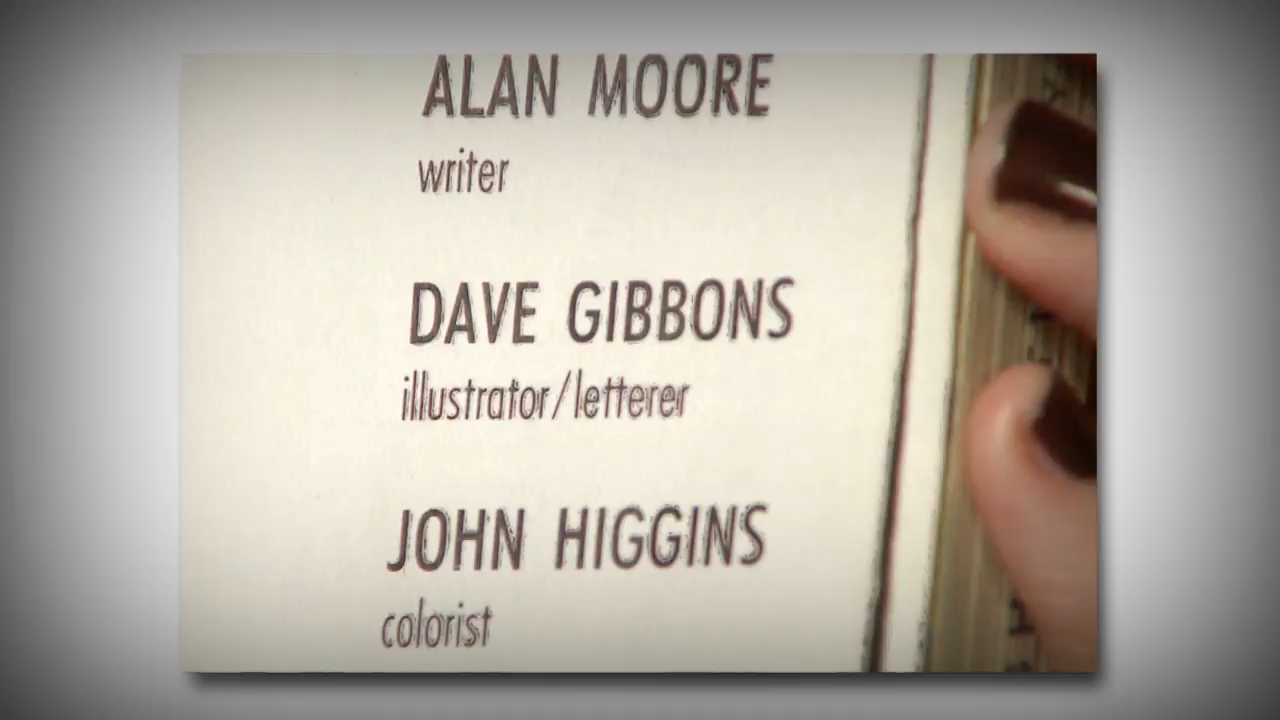 ALAN MOORE
writer
DAVE GIBBONS
illustrator/letterer
JOHN HIGGINS
colorist